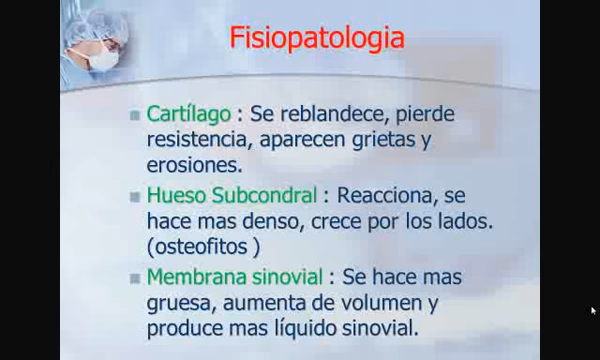 Fisiopatologia
Cartílago : Se reblandece, pierde
resistencia, aparecen grietas y
erosiones.
Hueso Subcondral : Reacciona, se
hace mas denso, crece por los lados.
(osteofitos )
Membrana sinovial : Se hace mas
gruesa, aumenta de volumen y
produce mas líquido sinovial.